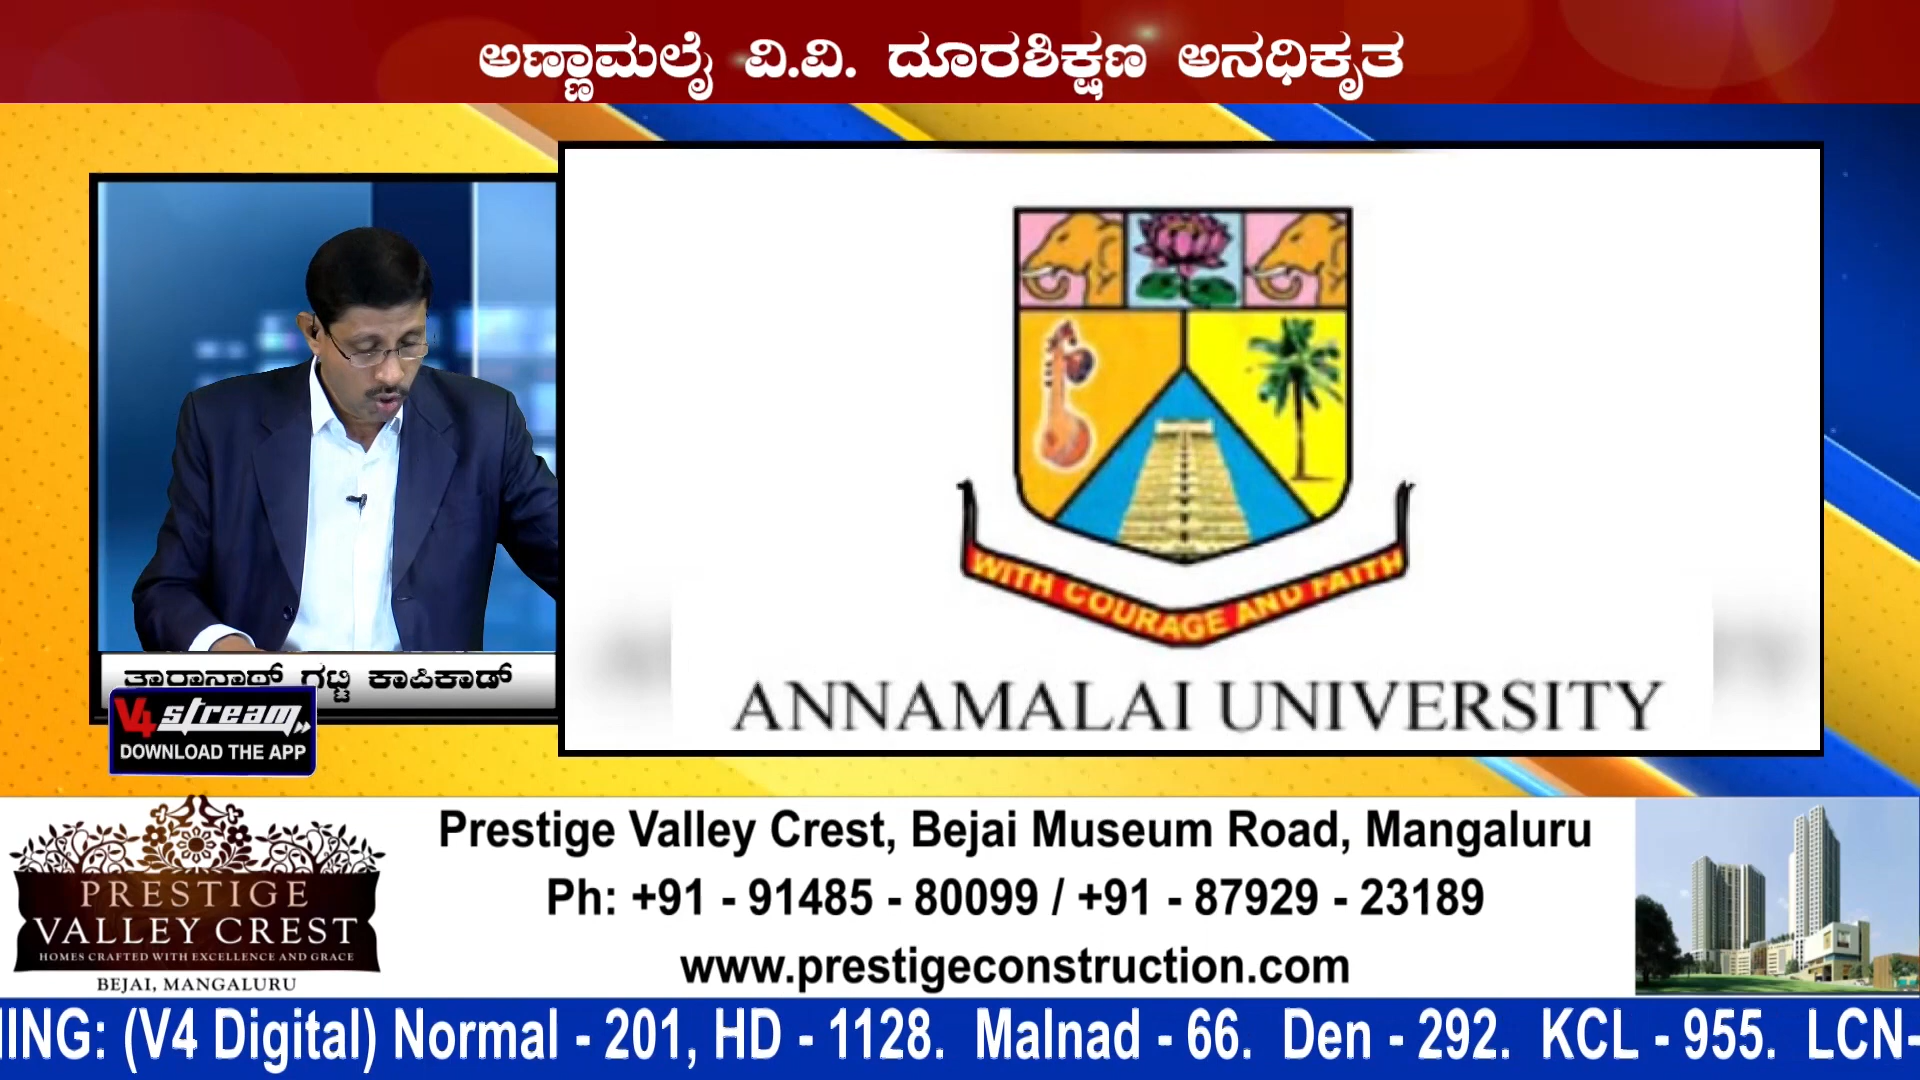 ಅಣ್ಣಾಮಲೈ ವಿ.ವಿ. ದೂರಶಿಕ್ಷಣ ಅನಧಿಕೃತ
WITH COURAGE AND FAITH
ANNAMALAI UNIVERSITY
ತಾರಾನಾಥ್ ಗಟ್ಟಿ ಕಾಪಿಕಾಡ್
V4 stream
DOWNLOAD THE APP
PRESTIGE
VALLEY CREST
HOMES CRAFTED WITH EXCELLENCE AND GRACE
BEJAI, MANGALURU
Prestige Valley Crest, Bejai Museum Road, Mangaluru
Ph: +91 - 91485 - 80099 / +91 - 87929 - 23189
www.prestigeconstruction.com
NING: (V4 Digital) Normal - 201, HD - 1128. Malnad - 66. Den - 292. KCL - 955. LCN-